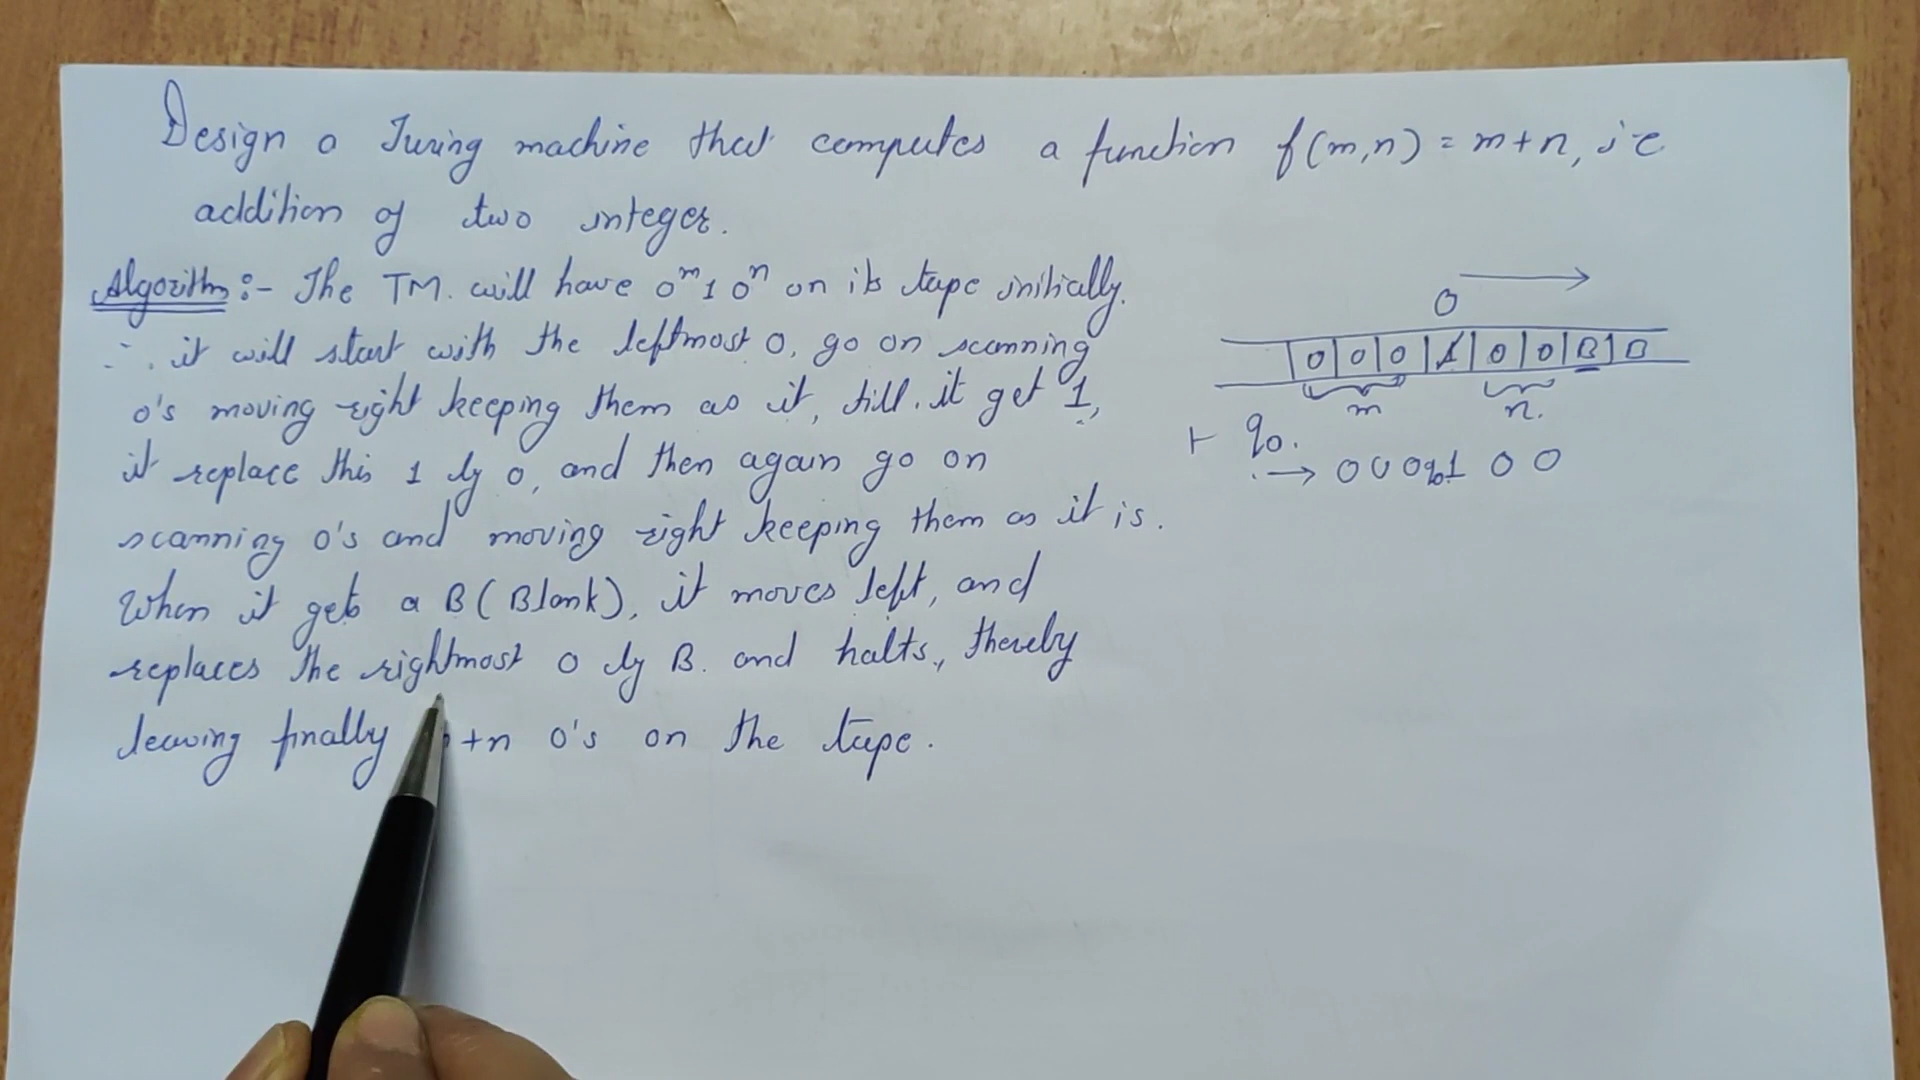 Design a Turing machine that computes a function f(m,n) = m+n, i.e
addition of two integer.
Algorithm :- The TM. will have 0^m 1 0^n on its tape initially.
∴ it will start with the leftmost 0, go on scanning
0's moving right keeping them as it, till it get 1,
it replace this 1 by 0, and then again go on
scanning 0's and moving right keeping them as it is.
When it gets a B (Blank), it moves left, and
replaces the rightmost 0 by B. and halts, thereby
leaving finally +n 0's on the tape.
0
0 0 0 1 0 0 B B
m n.
⊢ q0.
→ 0 0 0 q0 1 0 0